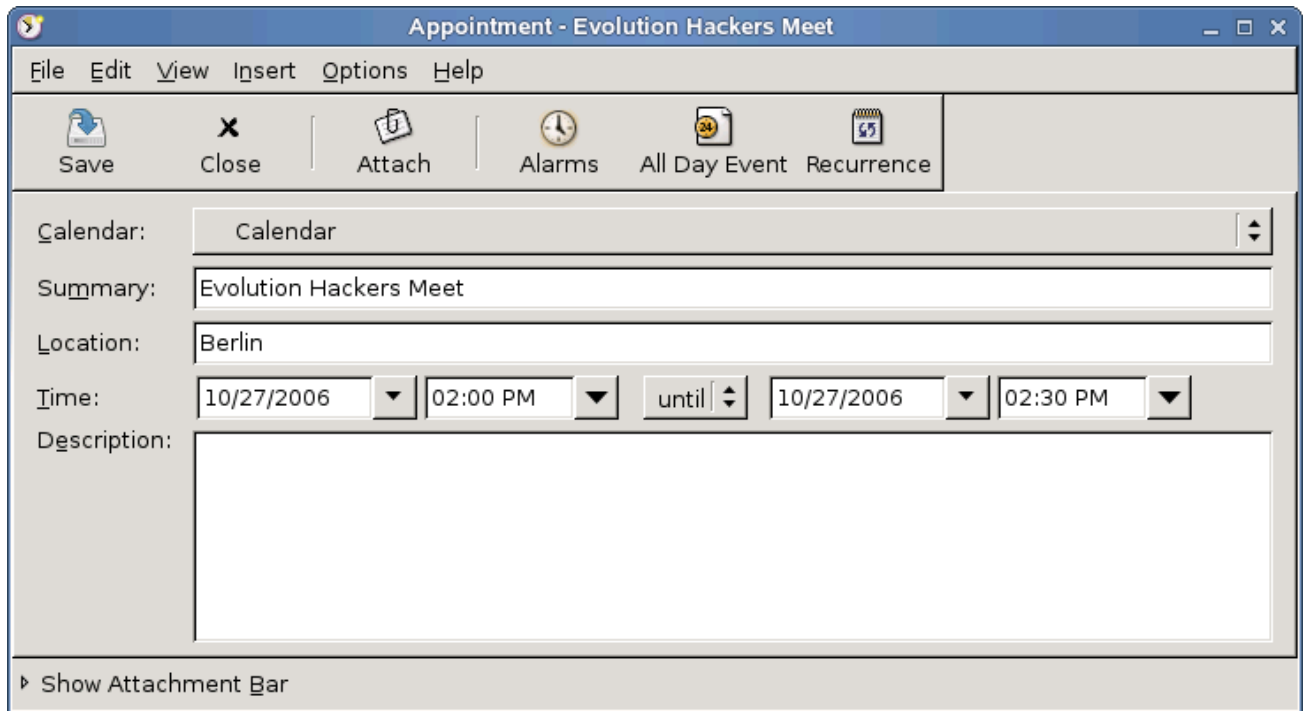 Appointment - Evolution Hackers Meet
File Edit View Insert Options Help
Save Close Attach Alarms All Day Event Recurrence
Calendar: Calendar
Summary: Evolution Hackers Meet
Location: Berlin
Time: 10/27/2006 02:00 PM until 10/27/2006 02:30 PM
Description:
Show Attachment Bar